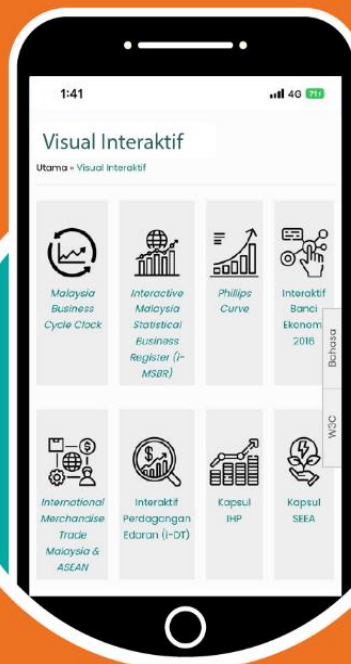 1:41
4G 71
Visual Interaktif
Utama » Visual Interaktif
Malaysia
Business
Cycle Clock
Interactive
Malaysia
Statistical
Business
Register (i-
MSBR)
Phillips
Curve
Interaktif
Banci
Ekonomi
2016
Bahasa
W3C
International
Merchandise
Trade
Malaysia &
ASEAN
Interaktif
Perdagangan
Edaran (i-DT)
Kapsul
IHP
Kapsul
SEEA